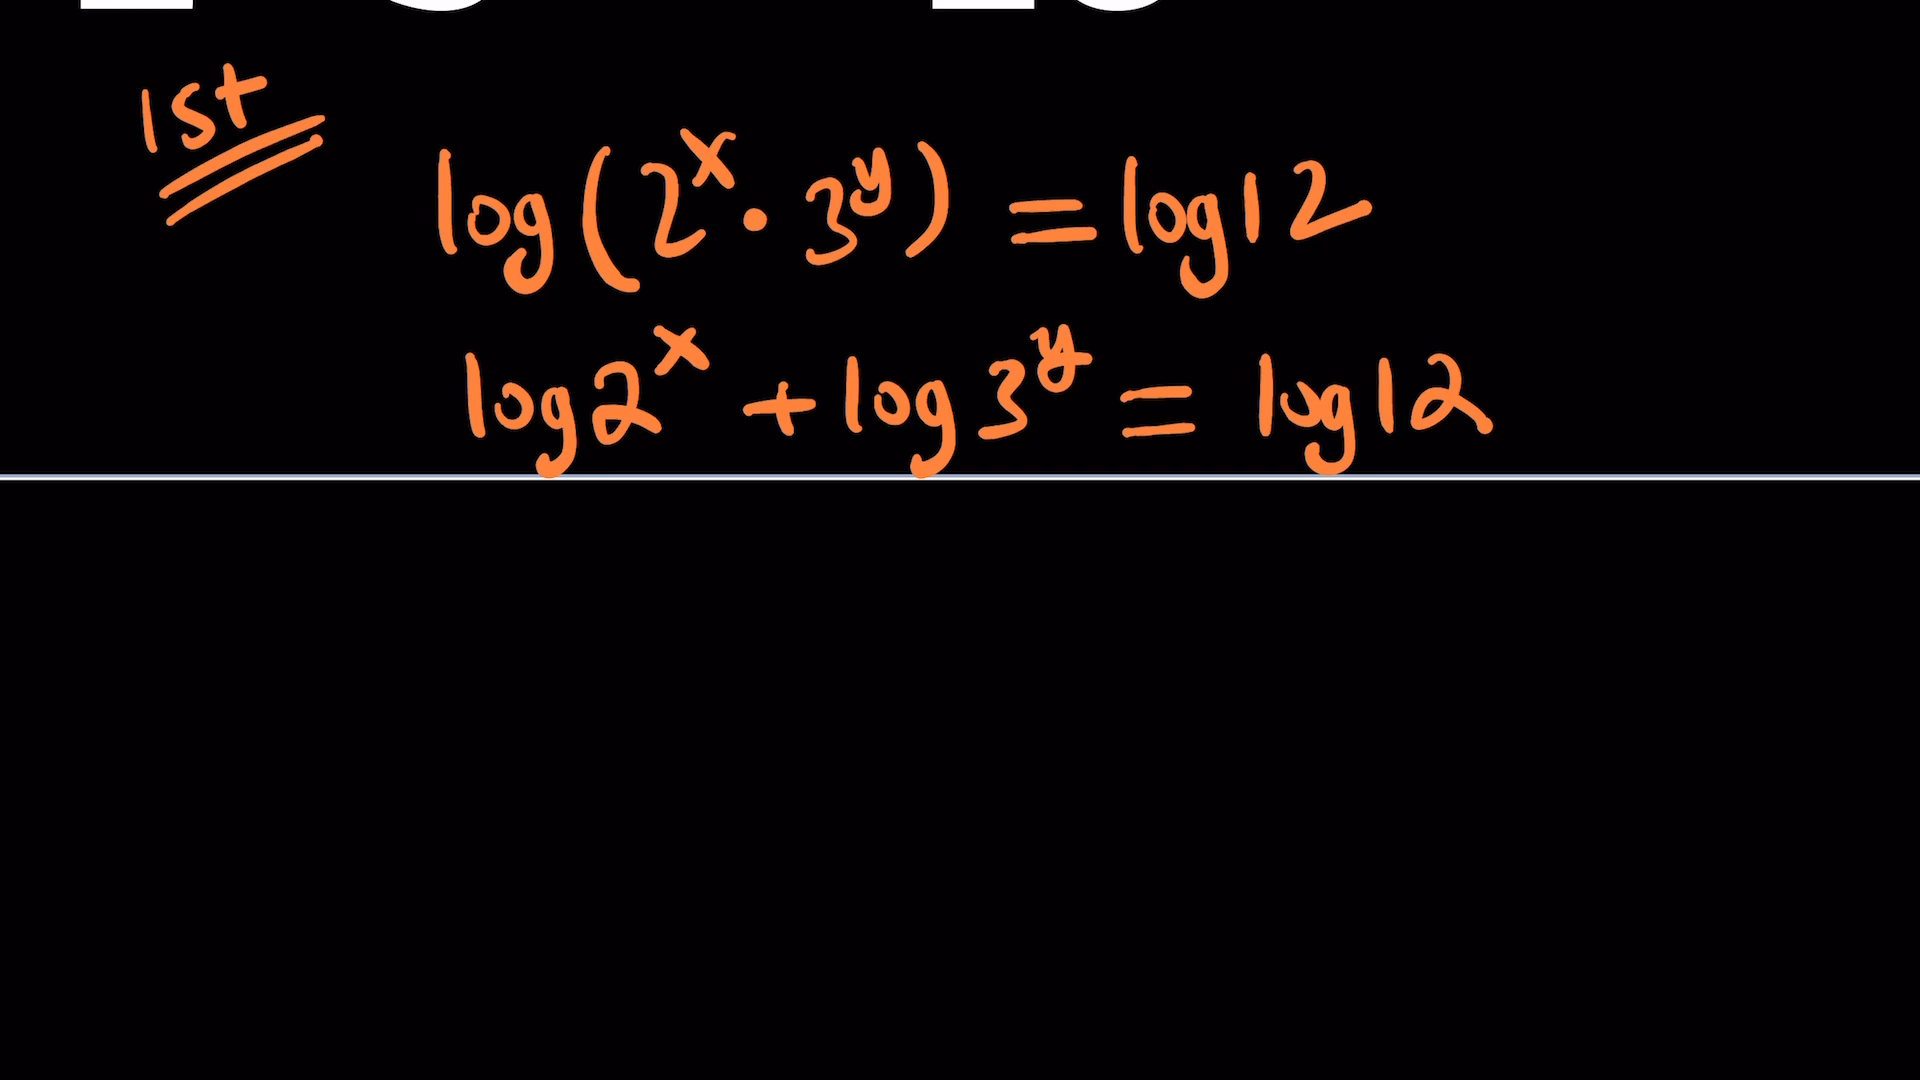 1st
log(2^x · 3^y) = log12
log2^x + log3^y = log12